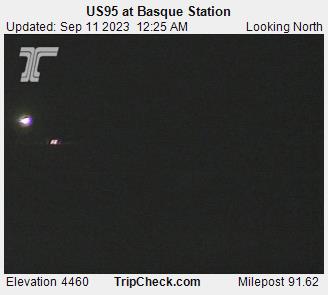 US95 at Basque Station
Updated: Sep 11 2023 12:25 AM Looking North
Elevation 4460 TripCheck.com Milepost 91.62